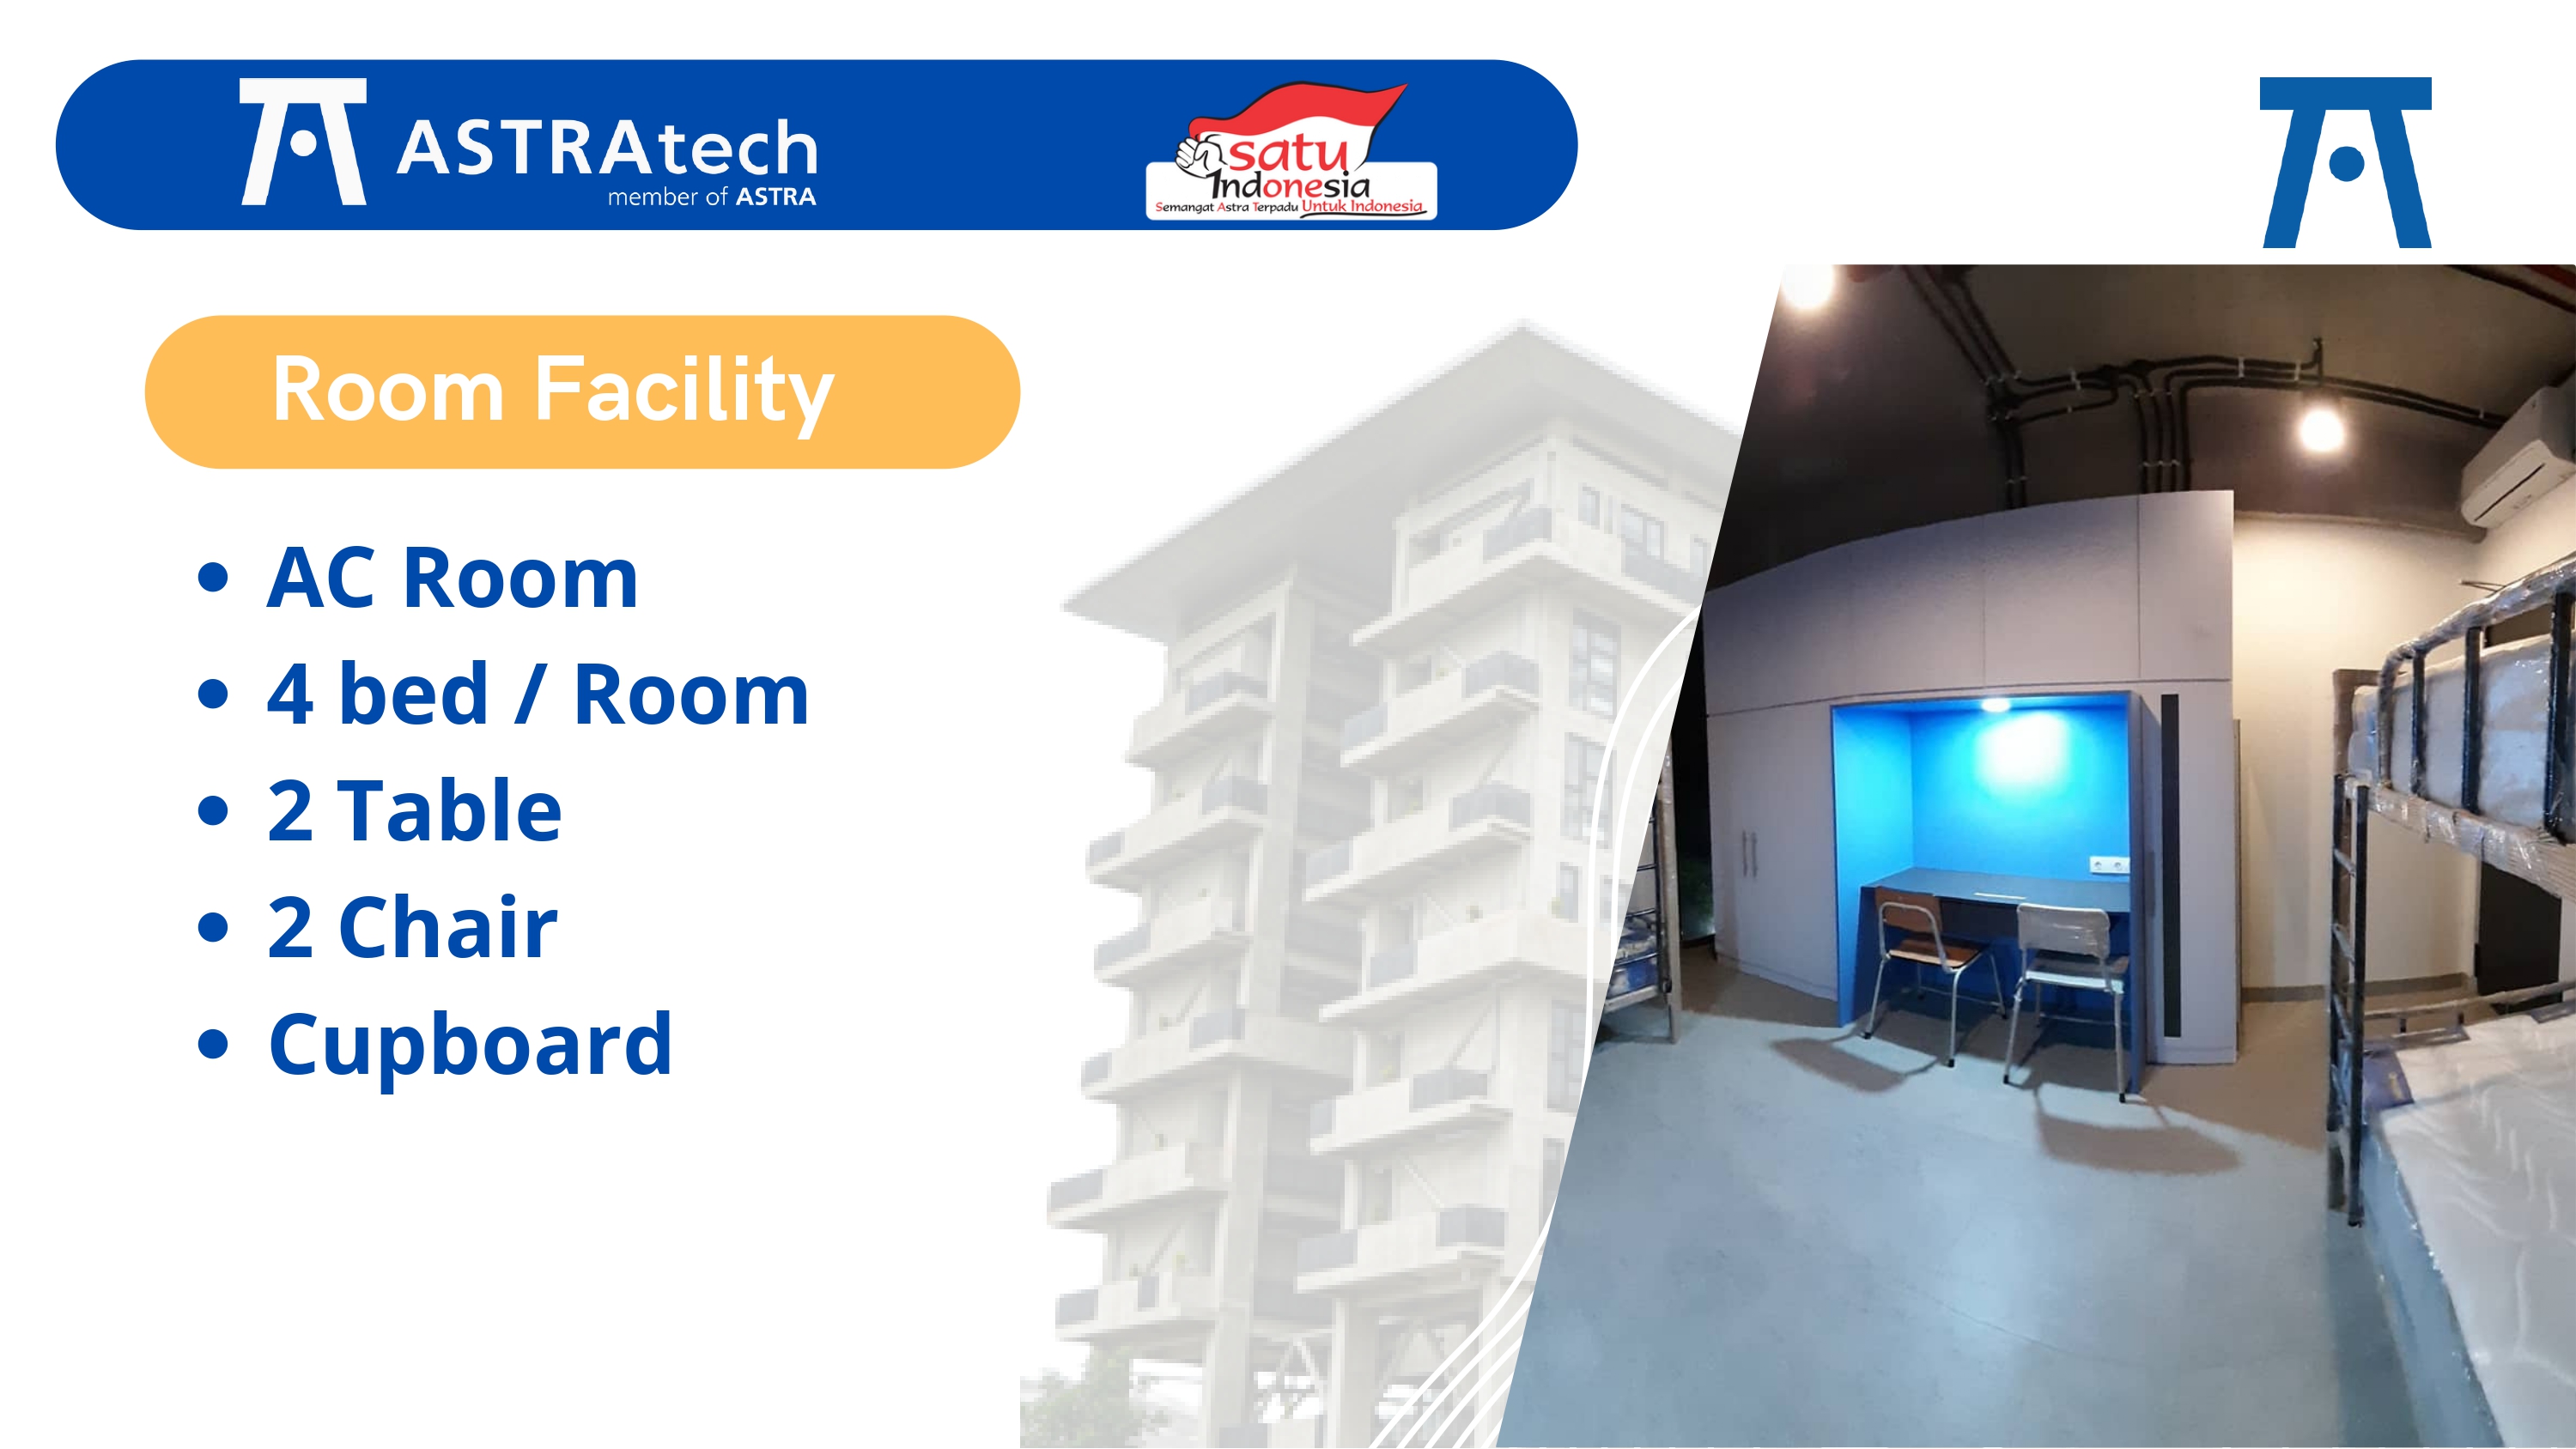 ASTRAtech
member of ASTRA
satu
Indonesia
Semangat Astra Terpadu Untuk Indonesia
Room Facility
• AC Room
• 4 bed / Room
• 2 Table
• 2 Chair
• Cupboard